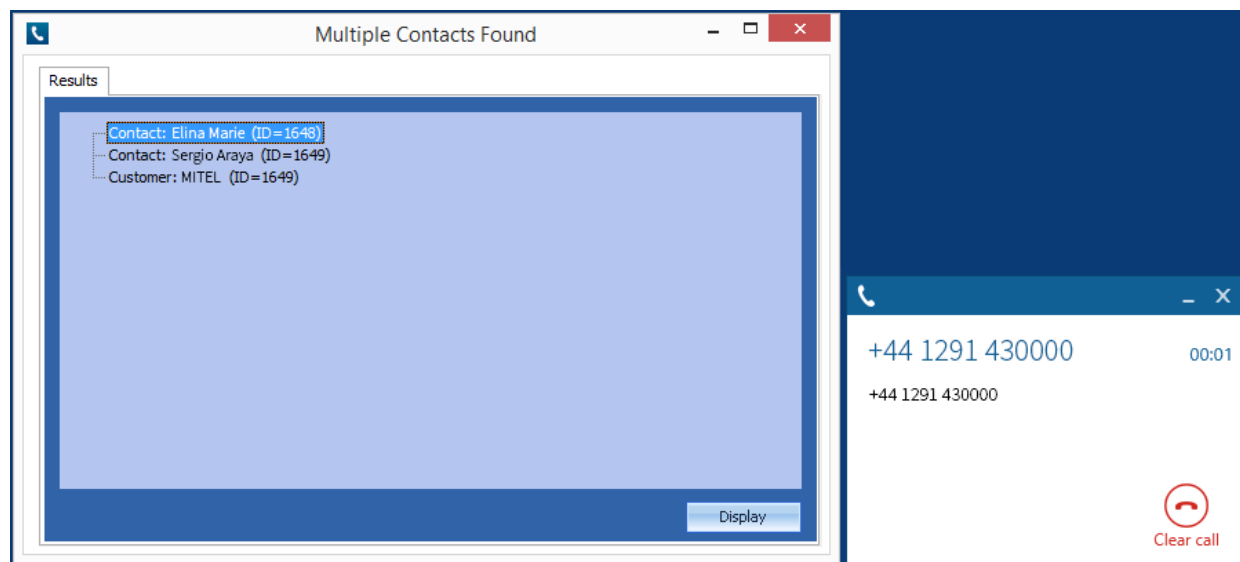 Multiple Contacts Found
Results
Contact: Elina Marie (ID=1648)
Contact: Sergio Araya (ID=1649)
Customer: MITEL (ID=1649)
Display
+44 1291 430000 00:01
+44 1291 430000
Clear call